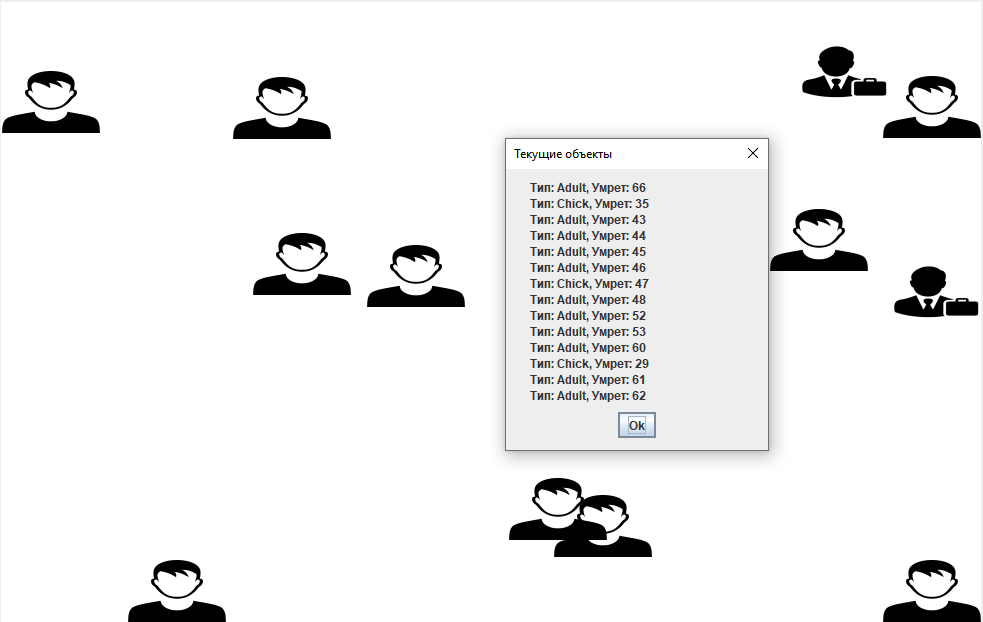 Текущие объекты
Тип: Adult, Умрет: 66
Тип: Chick, Умрет: 35
Тип: Adult, Умрет: 43
Тип: Adult, Умрет: 44
Тип: Adult, Умрет: 45
Тип: Adult, Умрет: 46
Тип: Chick, Умрет: 47
Тип: Adult, Умрет: 48
Тип: Adult, Умрет: 52
Тип: Adult, Умрет: 53
Тип: Adult, Умрет: 60
Тип: Chick, Умрет: 29
Тип: Adult, Умрет: 61
Тип: Adult, Умрет: 62
Ok